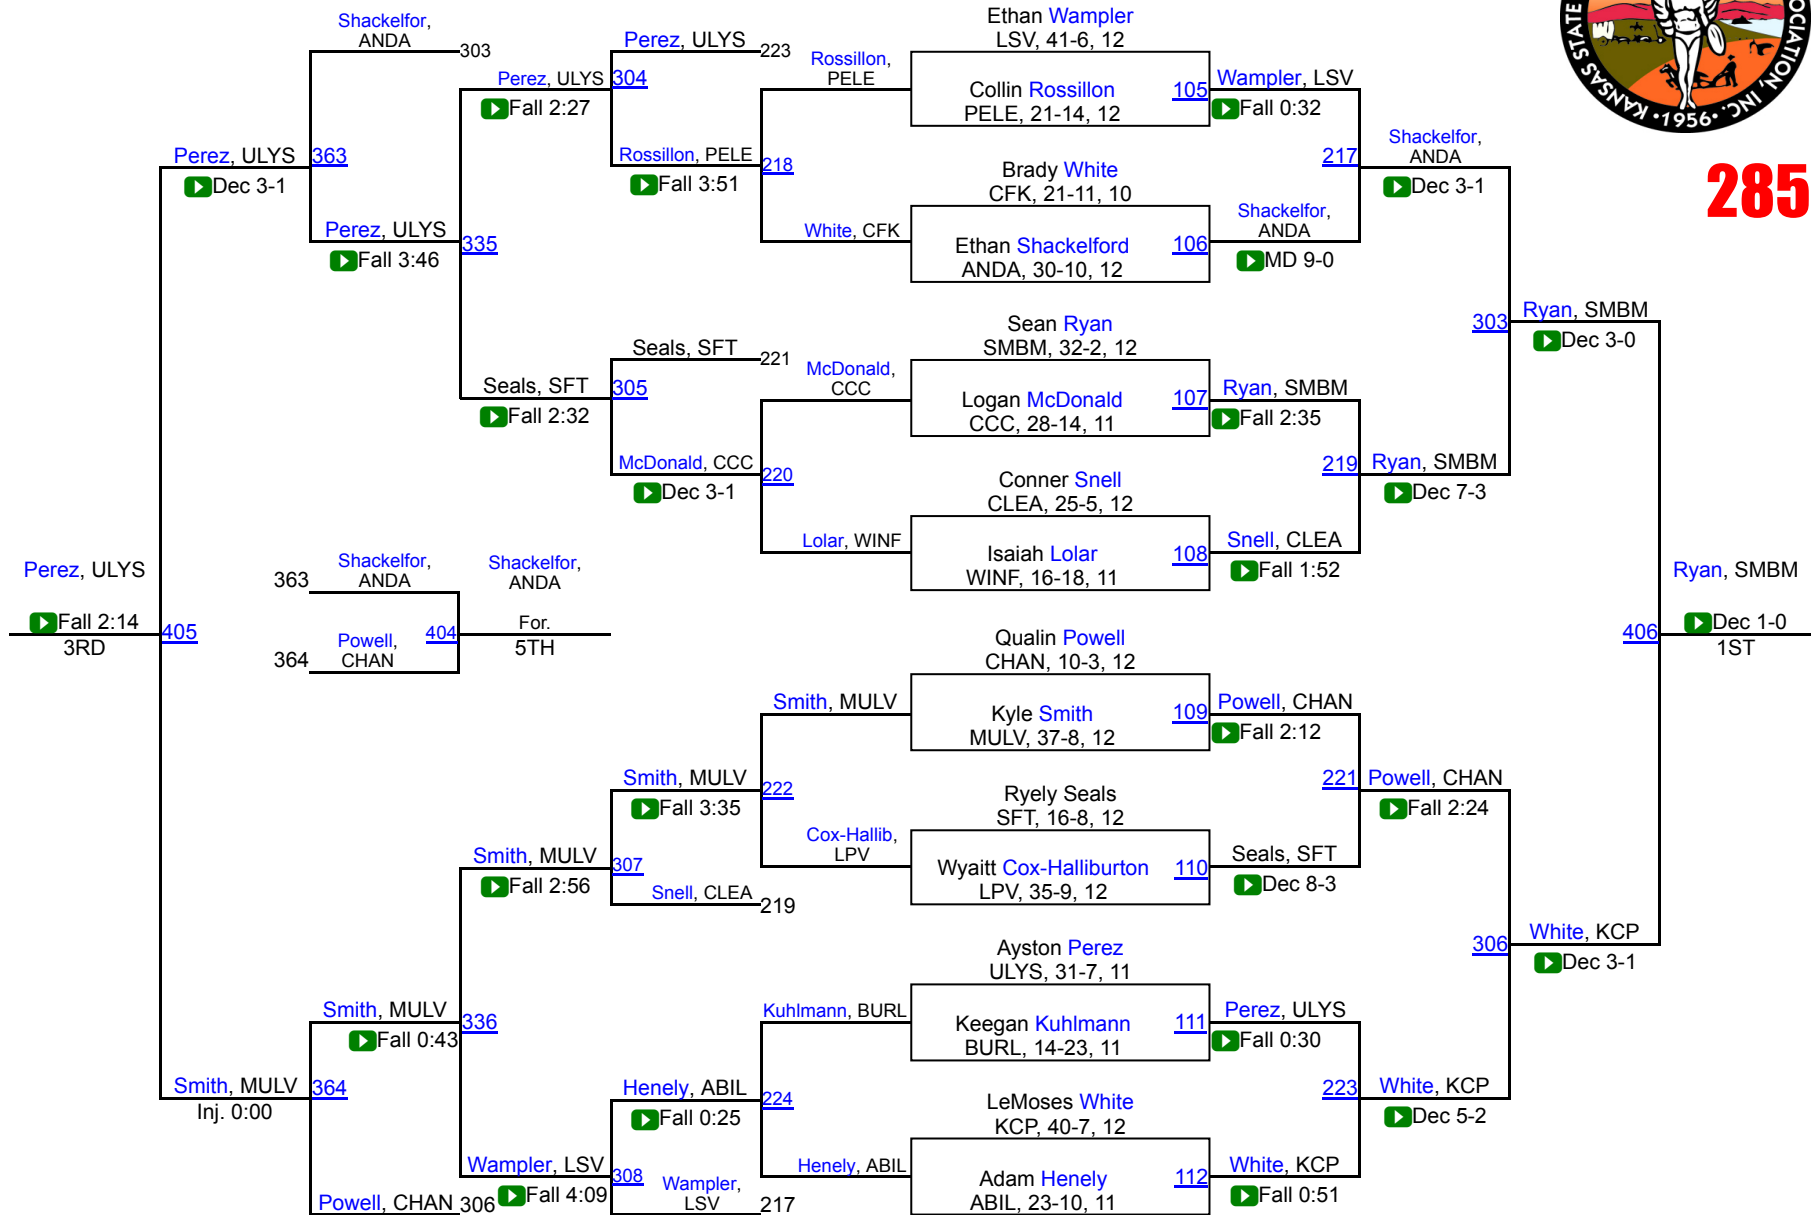 KANSAS STATE
OCIATION, INC.
•1956•
285
Shackelfor,
ANDA
303
Perez, ULYS
223
Rossillon,
PELE
Ethan Wampler
LSV, 41-6, 12
Perez, ULYS
304
Fall 2:27
Collin Rossillon
PELE, 21-14, 12
105
Wampler, LSV
Fall 0:32
Perez, ULYS
363
Dec 3-1
Rossillon, PELE
218
Fall 3:51
Brady White
CFK, 21-11, 10
217
Shackelfor,
ANDA
Dec 3-1
Perez, ULYS
335
Fall 3:46
White, CFK
Ethan Shackelford
ANDA, 30-10, 12
106
Shackelfor,
ANDA
MD 9-0
Sean Ryan
SMBM, 32-2, 12
303
Ryan, SMBM
Dec 3-0
Seals, SFT
221
McDonald,
CCC
Seals, SFT
305
Fall 2:32
Logan McDonald
CCC, 28-14, 11
107
Ryan, SMBM
Fall 2:35
McDonald, CCC
220
Dec 3-1
Conner Snell
CLEA, 25-5, 12
219
Ryan, SMBM
Dec 7-3
Lolar, WINF
Isaiah Lolar
WINF, 16-18, 11
108
Snell, CLEA
Fall 1:52
Perez, ULYS
Fall 2:14
3RD
405
363
Shackelfor,
ANDA
364
Powell,
CHAN
404
Shackelfor,
ANDA
For.
5TH
Ryan, SMBM
406
Dec 1-0
1ST
Qualin Powell
CHAN, 10-3, 12
Smith, MULV
Kyle Smith
MULV, 37-8, 12
109
Powell, CHAN
Fall 2:12
Smith, MULV
222
Fall 3:35
Ryely Seals
SFT, 16-8, 12
221
Powell, CHAN
Fall 2:24
Smith, MULV
307
Fall 2:56
Cox-Hallib,
LPV
Wyaitt Cox-Halliburton
LPV, 35-9, 12
110
Seals, SFT
Dec 8-3
Snell, CLEA
219
Ayston Perez
ULYS, 31-7, 11
306
White, KCP
Dec 3-1
Smith, MULV
336
Fall 0:43
Kuhlmann, BURL
Keegan Kuhlmann
BURL, 14-23, 11
111
Perez, ULYS
Fall 0:30
Smith, MULV
364
Inj. 0:00
Henely, ABIL
224
Fall 0:25
LeMoses White
KCP, 40-7, 12
223
White, KCP
Dec 5-2
Wampler, LSV
308
Fall 4:09
Henely, ABIL
Adam Henely
ABIL, 23-10, 11
112
White, KCP
Fall 0:51
Powell, CHAN
306
Wampler,
LSV
217